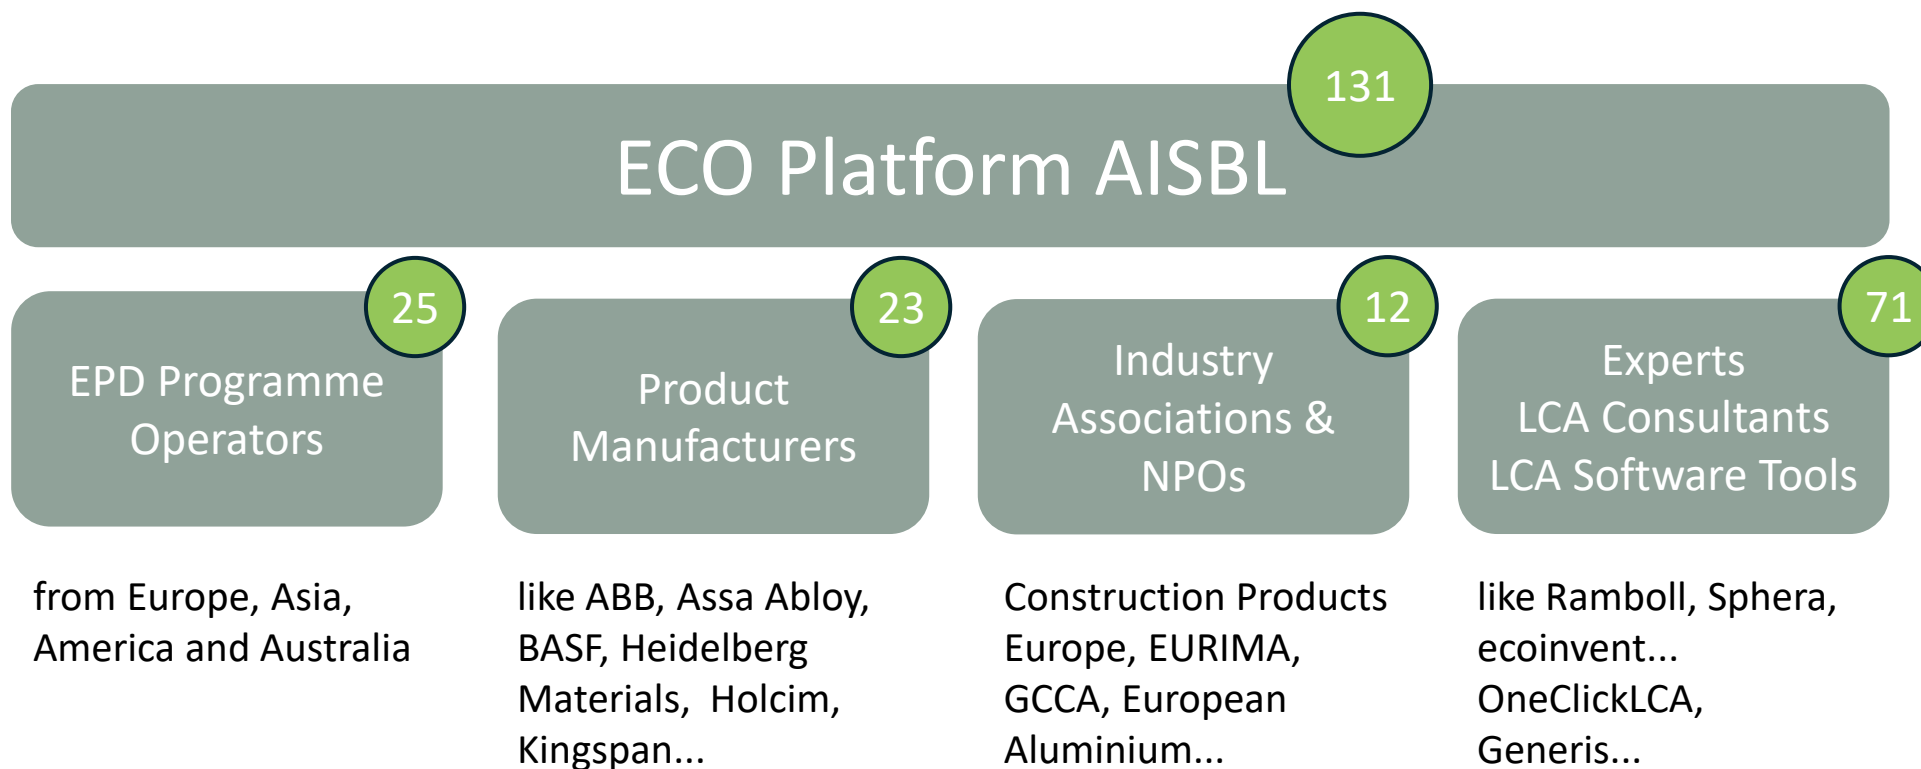 131
ECO Platform AISBL
25
EPD Programme
Operators
from Europe, Asia,
America and Australia
23
Product
Manufacturers
like ABB, Assa Abloy,
BASF, Heidelberg
Materials, Holcim,
Kingspan...
12
Industry
Associations &
NPOs
Construction Products
Europe, EURIMA,
GCCA, European
Aluminium...
71
Experts
LCA Consultants
LCA Software Tools
like Ramboll, Sphera,
ecoinvent...
OneClickLCA,
Generis...